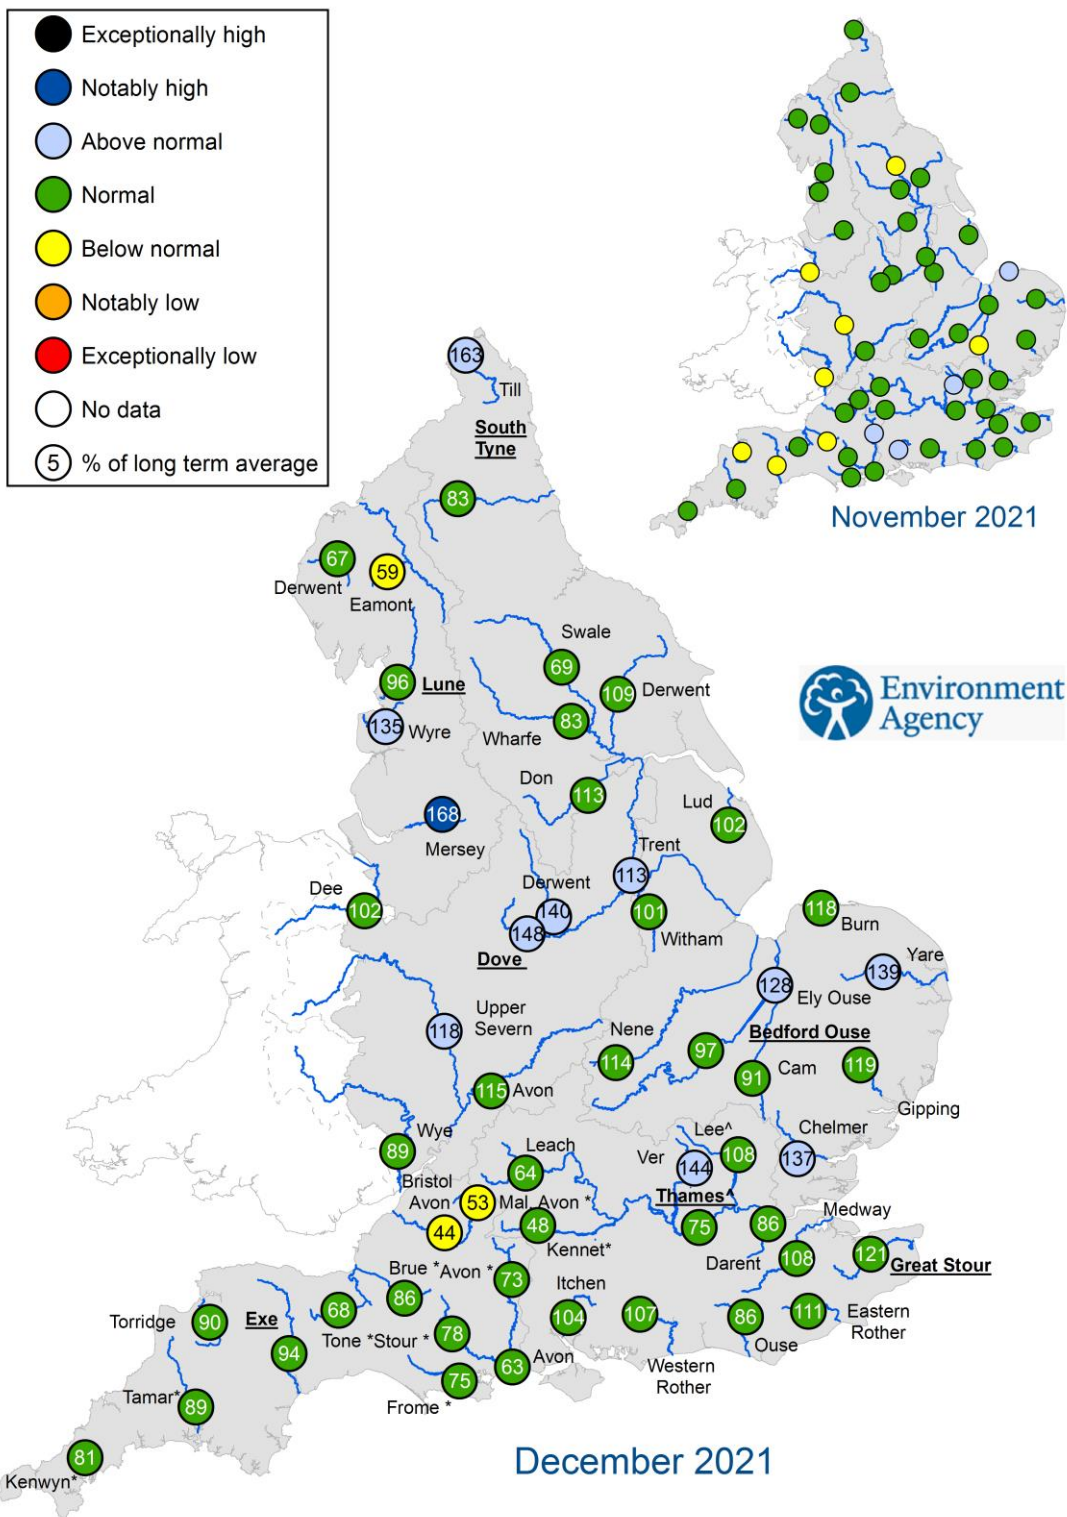 Exceptionally high
Notably high
Above normal
Normal
Below normal
Notably low
Exceptionally low
No data
5 % of long term average
November 2021
163
Till
South
Tyne
83
67
Derwent
59
Eamont
Swale
69
96 Lune
109 Derwent
135 Wyre
Wharfe 83
Environment
Agency
Don
113
Lud
102
168
Mersey
Trent
113
Derwent
140
148
Dove
Dee
102
101
Witham
118
Burn
Yare
139
128
Ely Ouse
Upper
Severn
118
Nene
114
Bedford Ouse
97
91
Cam
119
Gipping
115 Avon
Wye
89
Leach
64
Lee^
108
Chelmer
137
Ver
144
Thames^
75
Bristol
Avon
44
53
Mal. Avon *
48
Kennet*
86
Darent
Medway
108
121
Great Stour
Brue *
86
Avon *
73
Itchen
104
107
Western
Rother
86
Ouse
111
Eastern
Rother
Torridge
90
Exe
94
68
Tone *
Stour *
78
63
Avon
75
Frome *
Tamar*
89
81
Kenwyn*
December 2021